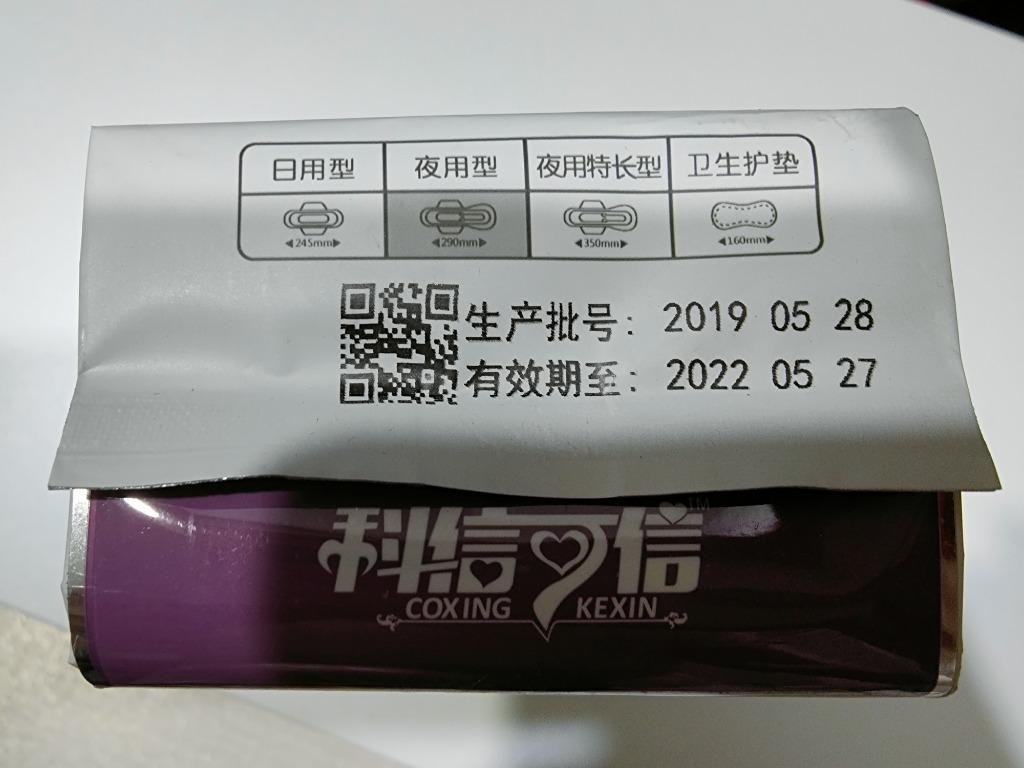 日用型 夜用型 夜用特长型 卫生护垫
245mm 290mm 350mm 160mm
生产批号: 2019 05 28
有效期至: 2022 05 27
科信可信 TM
COXING KEXIN